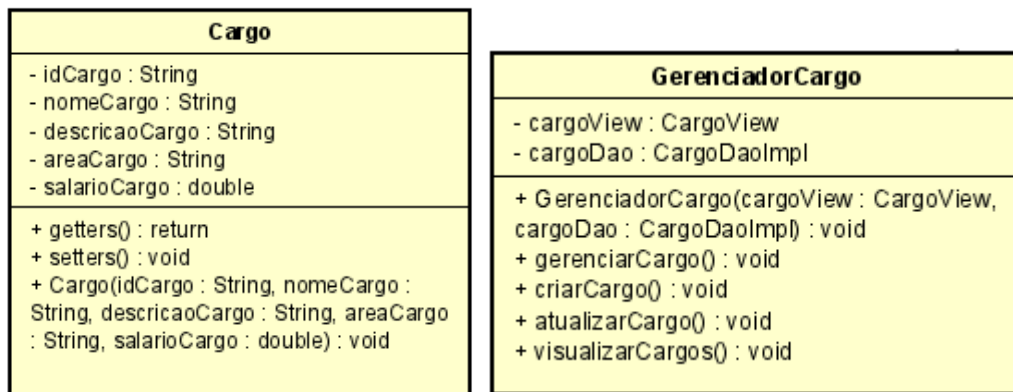 Cargo
- idCargo : String
- nomeCargo : String
- descricaoCargo : String
- areaCargo : String
- salarioCargo : double
+ getters() : return
+ setters() : void
+ Cargo(idCargo : String, nomeCargo :
String, descricaoCargo : String, areaCargo
: String, salarioCargo : double) : void
GerenciadorCargo
- cargoView : CargoView
- cargoDao : CargoDaoImpl
+ GerenciadorCargo(cargoView : CargoView,
cargoDao : CargoDaoImpl) : void
+ gerenciarCargo() : void
+ criarCargo() : void
+ atualizarCargo() : void
+ visualizarCargos() : void